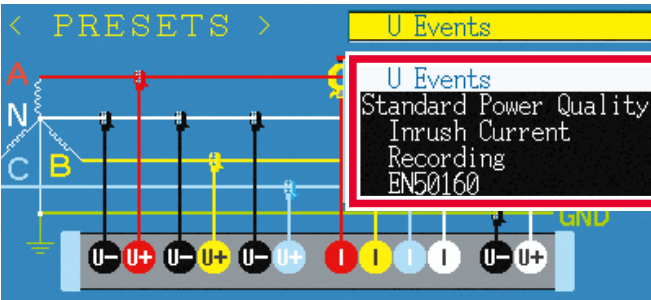 < PRESETS > U Events
A
U Events
Standard Power Quality
Inrush Current
Recording
EN50160
N
C B
GND
U- U+ U- U+ U- U+ I I I I U- U+